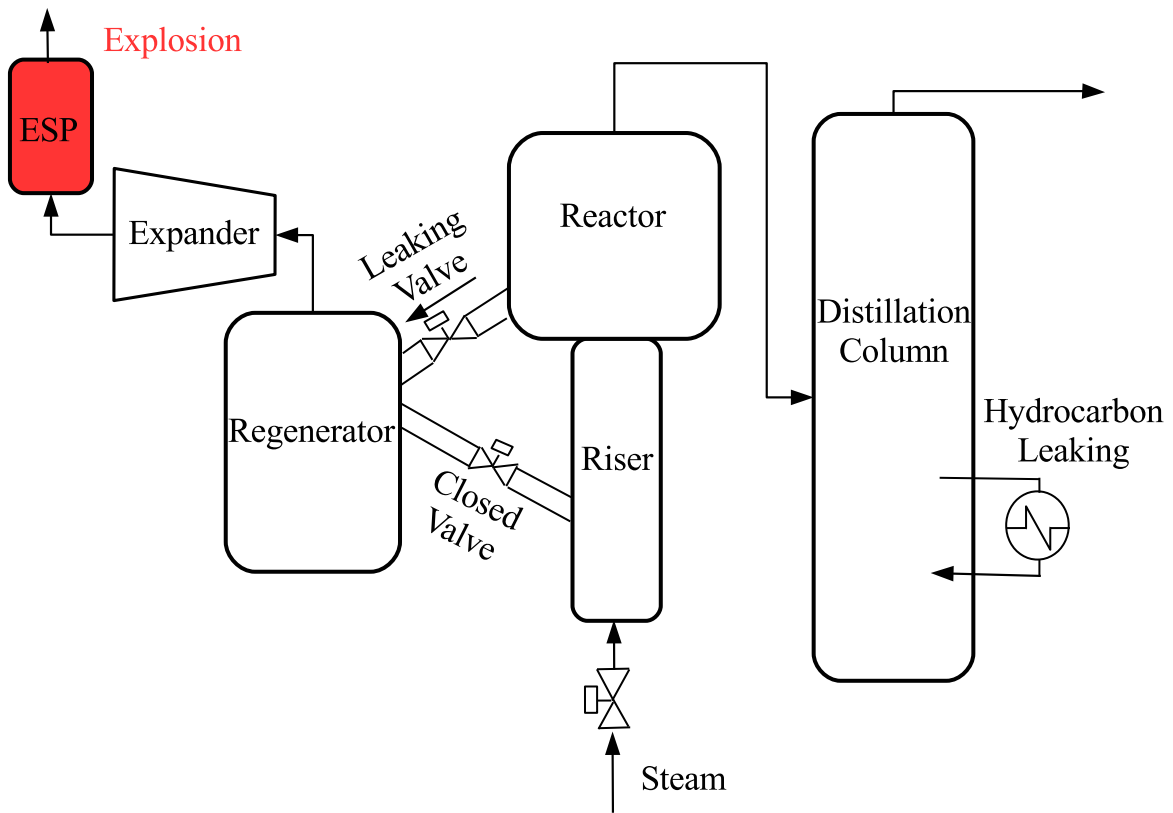 Explosion
ESP
Expander
Leaking
Valve
Reactor
Distillation
Column
Regenerator
Riser
Closed
Valve
Hydrocarbon
Leaking
Steam